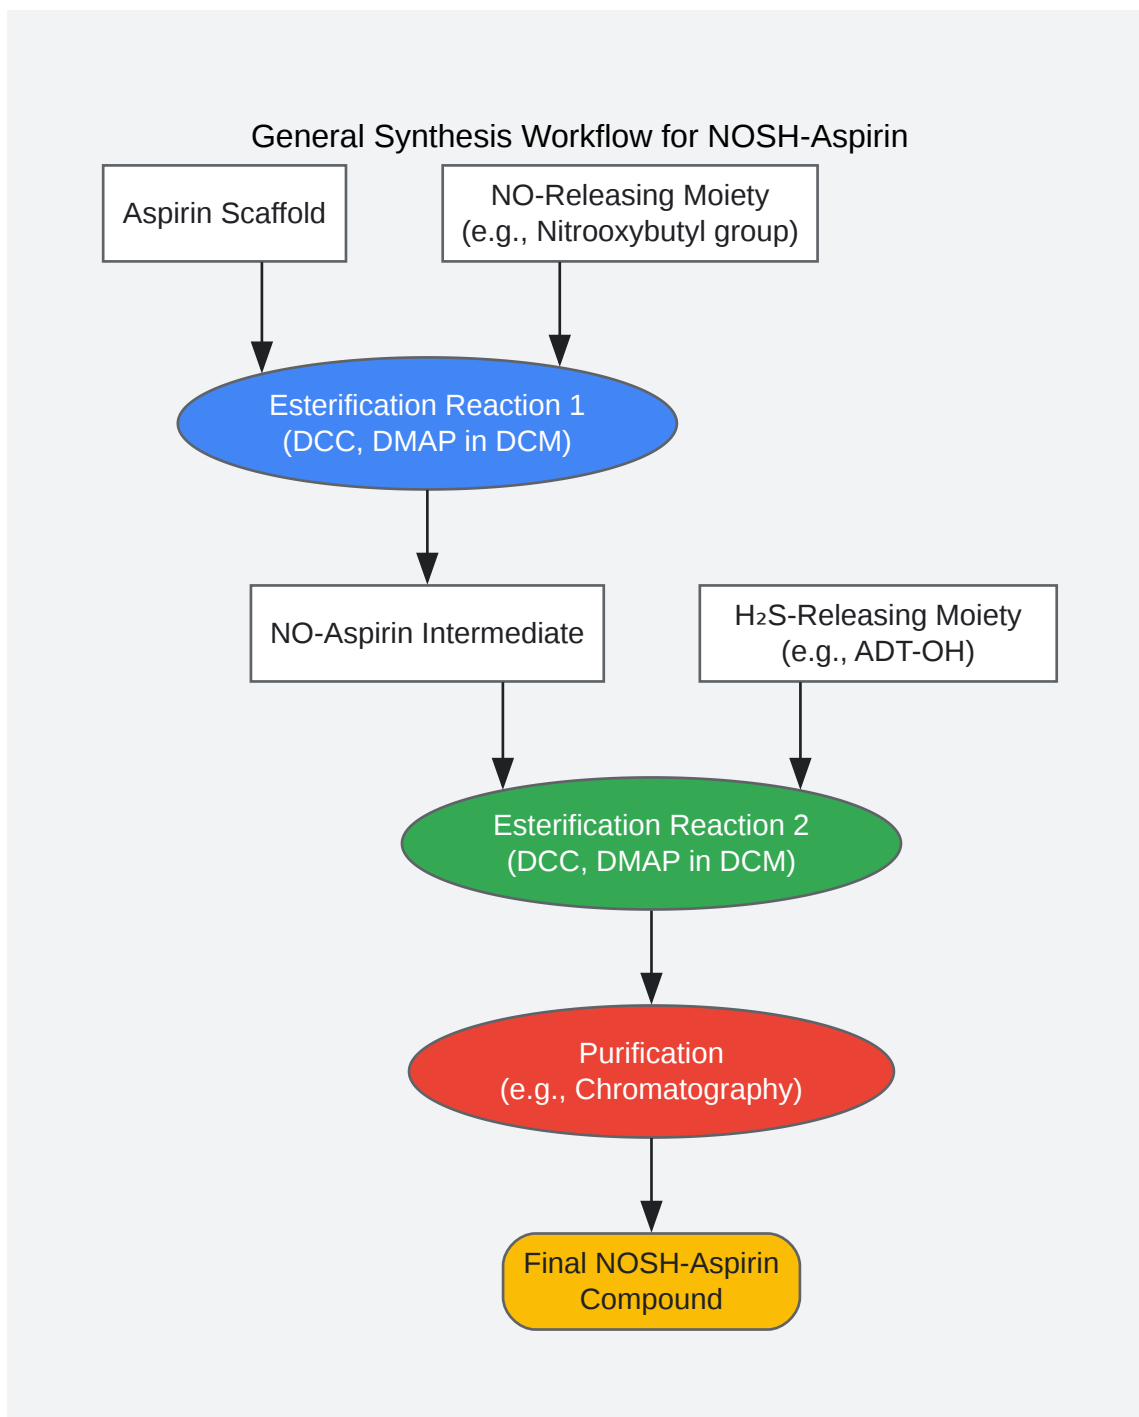 General Synthesis Workflow for NOSH-Aspirin
Aspirin Scaffold
NO-Releasing Moiety
(e.g., Nitrooxybutyl group)
Esterification Reaction 1
(DCC, DMAP in DCM)
NO-Aspirin Intermediate
H₂S-Releasing Moiety
(e.g., ADT-OH)
Esterification Reaction 2
(DCC, DMAP in DCM)
Purification
(e.g., Chromatography)
Final NOSH-Aspirin
Compound